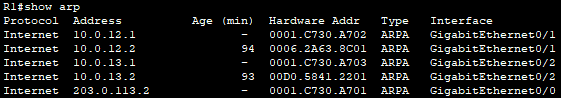 R1#show arp
Protocol  Address          Age (min)  Hardware Addr   Type   Interface
Internet  10.0.12.1               -   0001.C730.A702  ARPA   GigabitEthernet0/1
Internet  10.0.12.2               94  0006.2A63.8C01  ARPA   GigabitEthernet0/1
Internet  10.0.13.1               -   0001.C730.A703  ARPA   GigabitEthernet0/2
Internet  10.0.13.2               93  00D0.5841.2201  ARPA   GigabitEthernet0/2
Internet  203.0.113.2             -   0001.C730.A701  ARPA   GigabitEthernet0/0